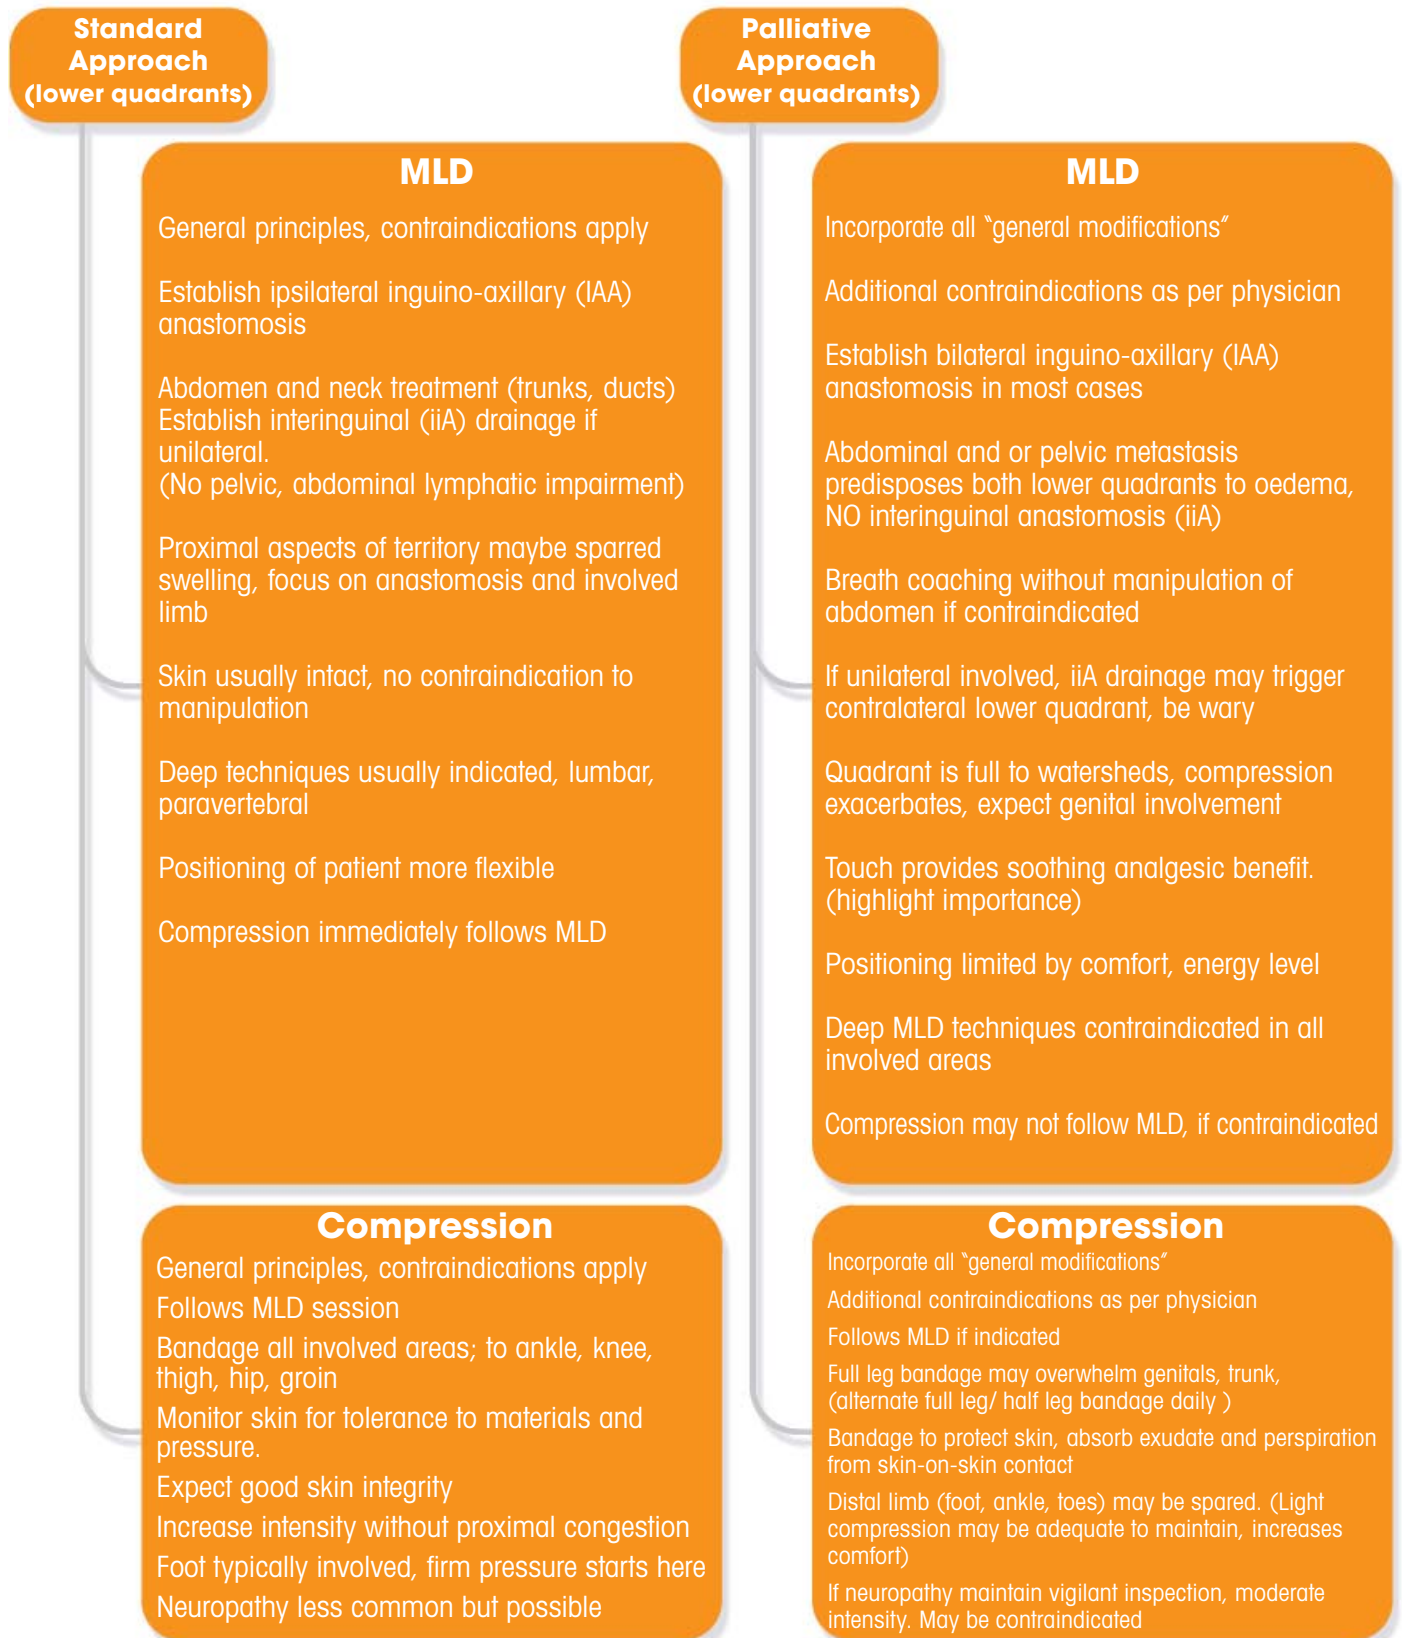 Standard
Approach
(lower quadrants)
MLD
General principles, contraindications apply
Establish ipsilateral inguino-axillary (IAA)
anastomosis
Abdomen and neck treatment (trunks, ducts)
Establish interinguinal (iiA) drainage if
unilateral.
(No pelvic, abdominal lymphatic impairment)
Proximal aspects of territory maybe sparred
swelling, focus on anastomosis and involved
limb
Skin usually intact, no contraindication to
manipulation
Deep techniques usually indicated, lumbar,
paravertebral
Positioning of patient more flexible
Compression immediately follows MLD
Compression
General principles, contraindications apply
Follows MLD session
Bandage all involved areas; to ankle, knee,
thigh, hip, groin
Monitor skin for tolerance to materials and
pressure.
Expect good skin integrity
Increase intensity without proximal congestion
Foot typically involved, firm pressure starts here
Neuropathy less common but possible
Palliative
Approach
(lower quadrants)
MLD
Incorporate all “general modifications”
Additional contraindications as per physician
Establish bilateral inguino-axillary (IAA)
anastomosis in most cases
Abdominal and or pelvic metastasis
predisposes both lower quadrants to oedema,
NO interinguinal anastomosis (iiA)
Breath coaching without manipulation of
abdomen if contraindicated
If unilateral involved, iiA drainage may trigger
contralateral lower quadrant, be wary
Quadrant is full to watersheds, compression
exacerbates, expect genital involvement
Touch provides soothing analgesic benefit.
(highlight importance)
Positioning limited by comfort, energy level
Deep MLD techniques contraindicated in all
involved areas
Compression may not follow MLD, if contraindicated
Compression
Incorporate all “general modifications”
Additional contraindications as per physician
Follows MLD if indicated
Full leg bandage may overwhelm genitals, trunk,
(alternate full leg/ half leg bandage daily )
Bandage to protect skin, absorb exudate and perspiration
from skin-on-skin contact
Distal limb (foot, ankle, toes) may be spared. (Light
compression may be adequate to maintain, increases
comfort)
If neuropathy maintain vigilant inspection, moderate
intensity. May be contraindicated